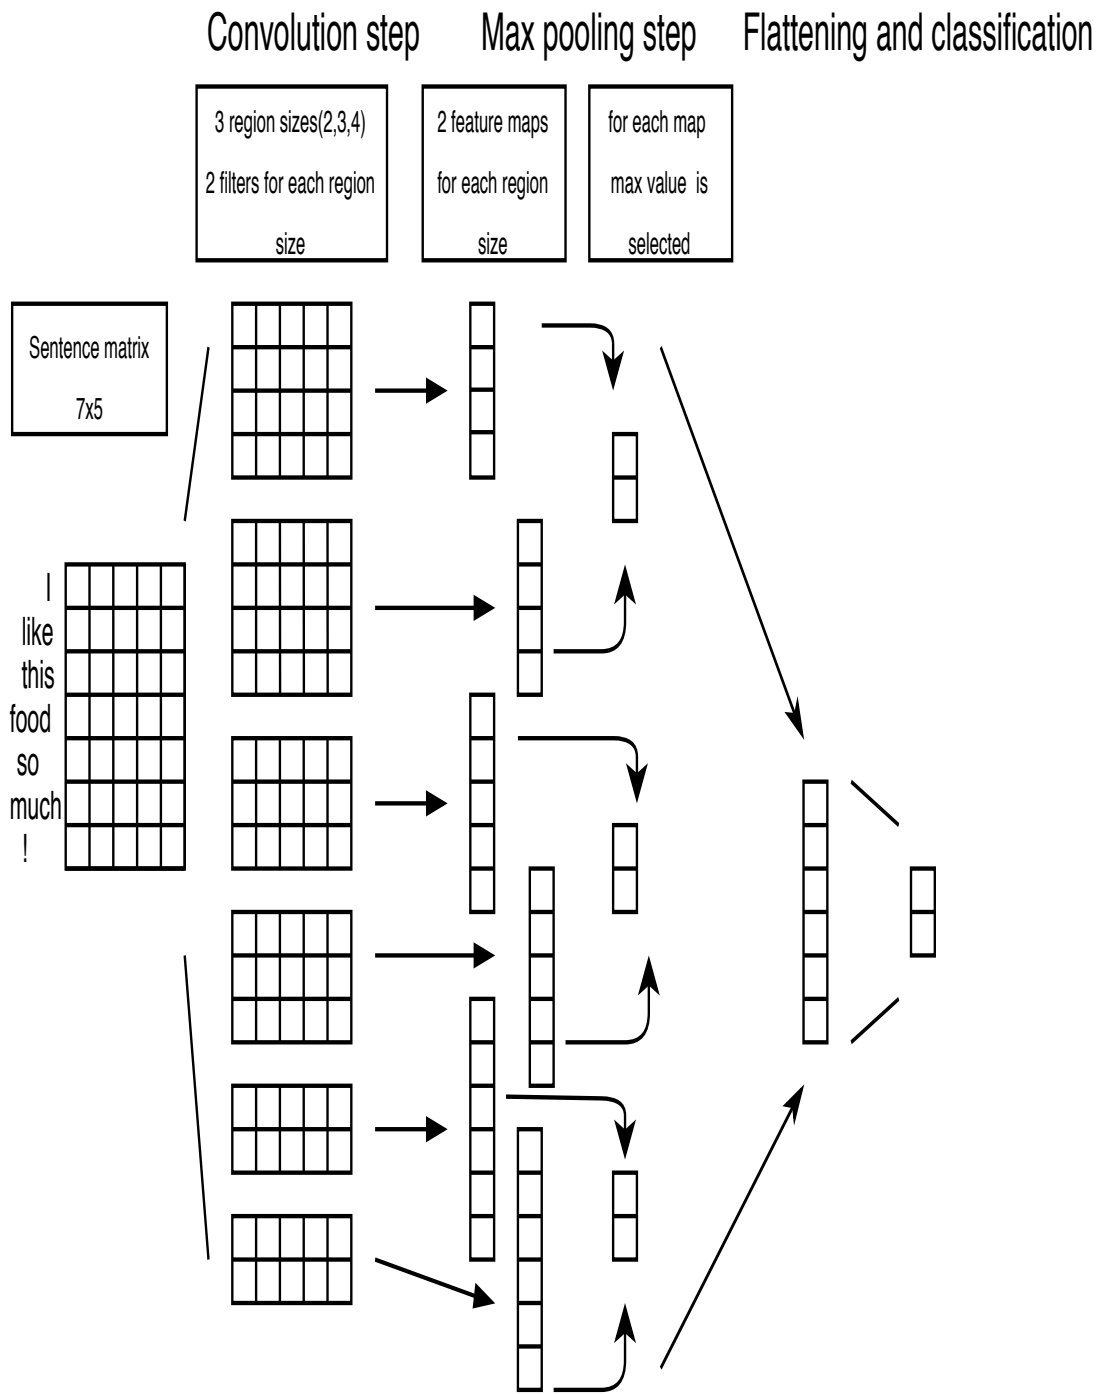 Convolution step
Max pooling step
Flattening and classification
3 region sizes(2,3,4)
2 filters for each region
size
2 feature maps
for each region
size
for each map
max value is
selected
Sentence matrix
7x5
I
like
this
food
so
much
!